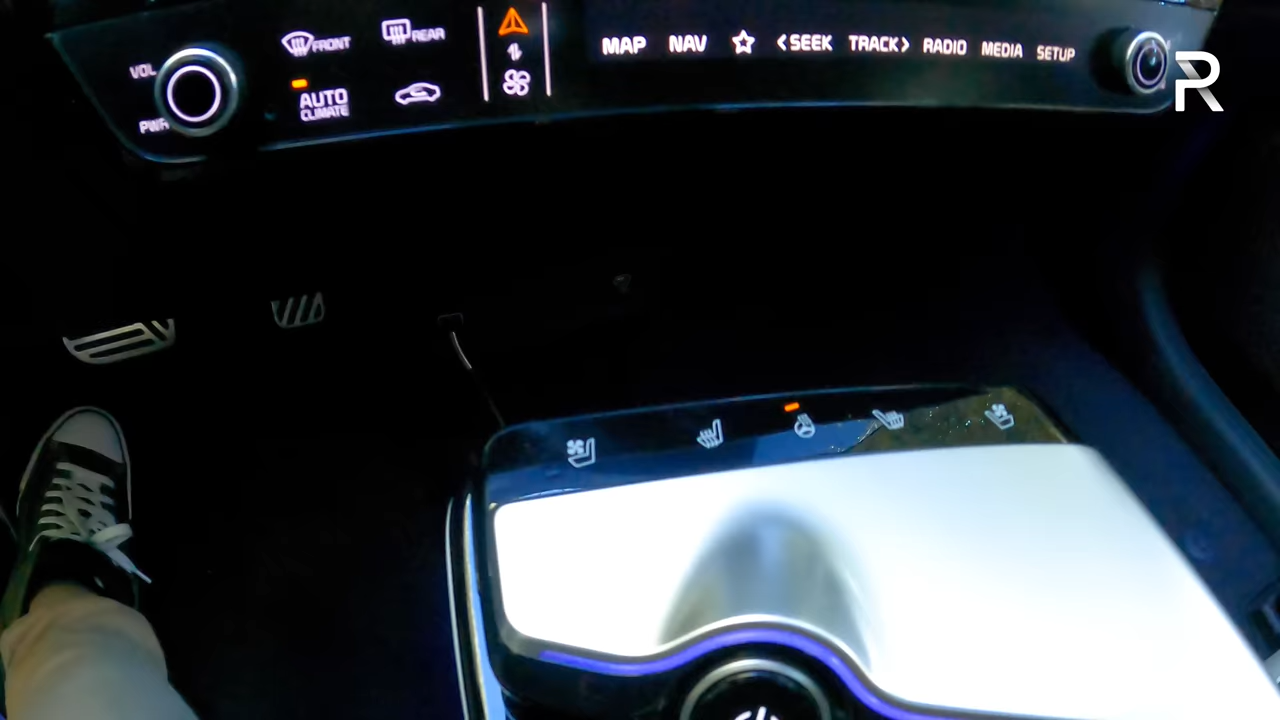 VOL
PWR
FRONT
REAR
AUTO
CLIMATE
MAP NAV <SEEK TRACK> RADIO MEDIA SETUP
R